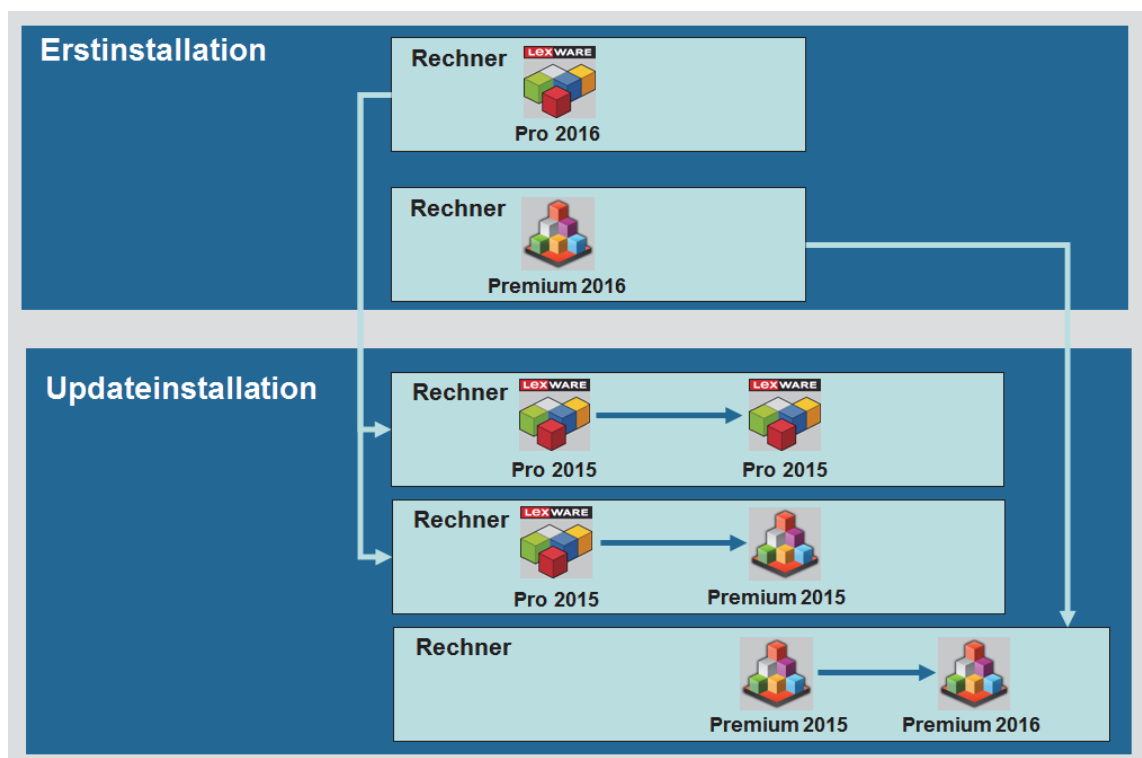 Erstinstallation
Rechner
LEXWARE
Pro 2016
Rechner
Premium 2016
Updateinstallation
Rechner
LEXWARE
LEXWARE
Pro 2015
Pro 2015
Rechner
LEXWARE
Pro 2015
Premium 2015
Rechner
Premium 2015
Premium 2016